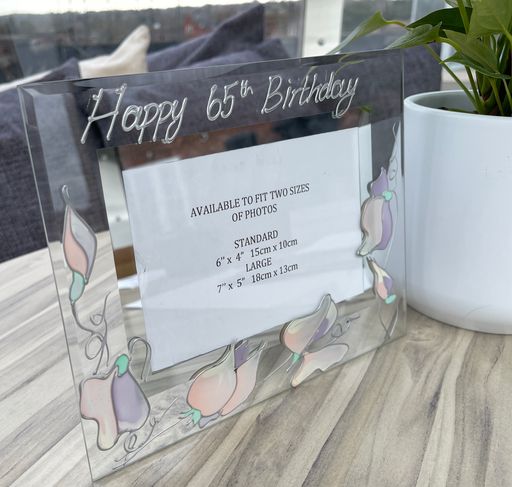 Happy 65th Birthday
AVAILABLE TO FIT TWO SIZES
OF PHOTOS
STANDARD
6" x 4" 15cm x 10cm
LARGE
7" x 5" 18cm x 13cm